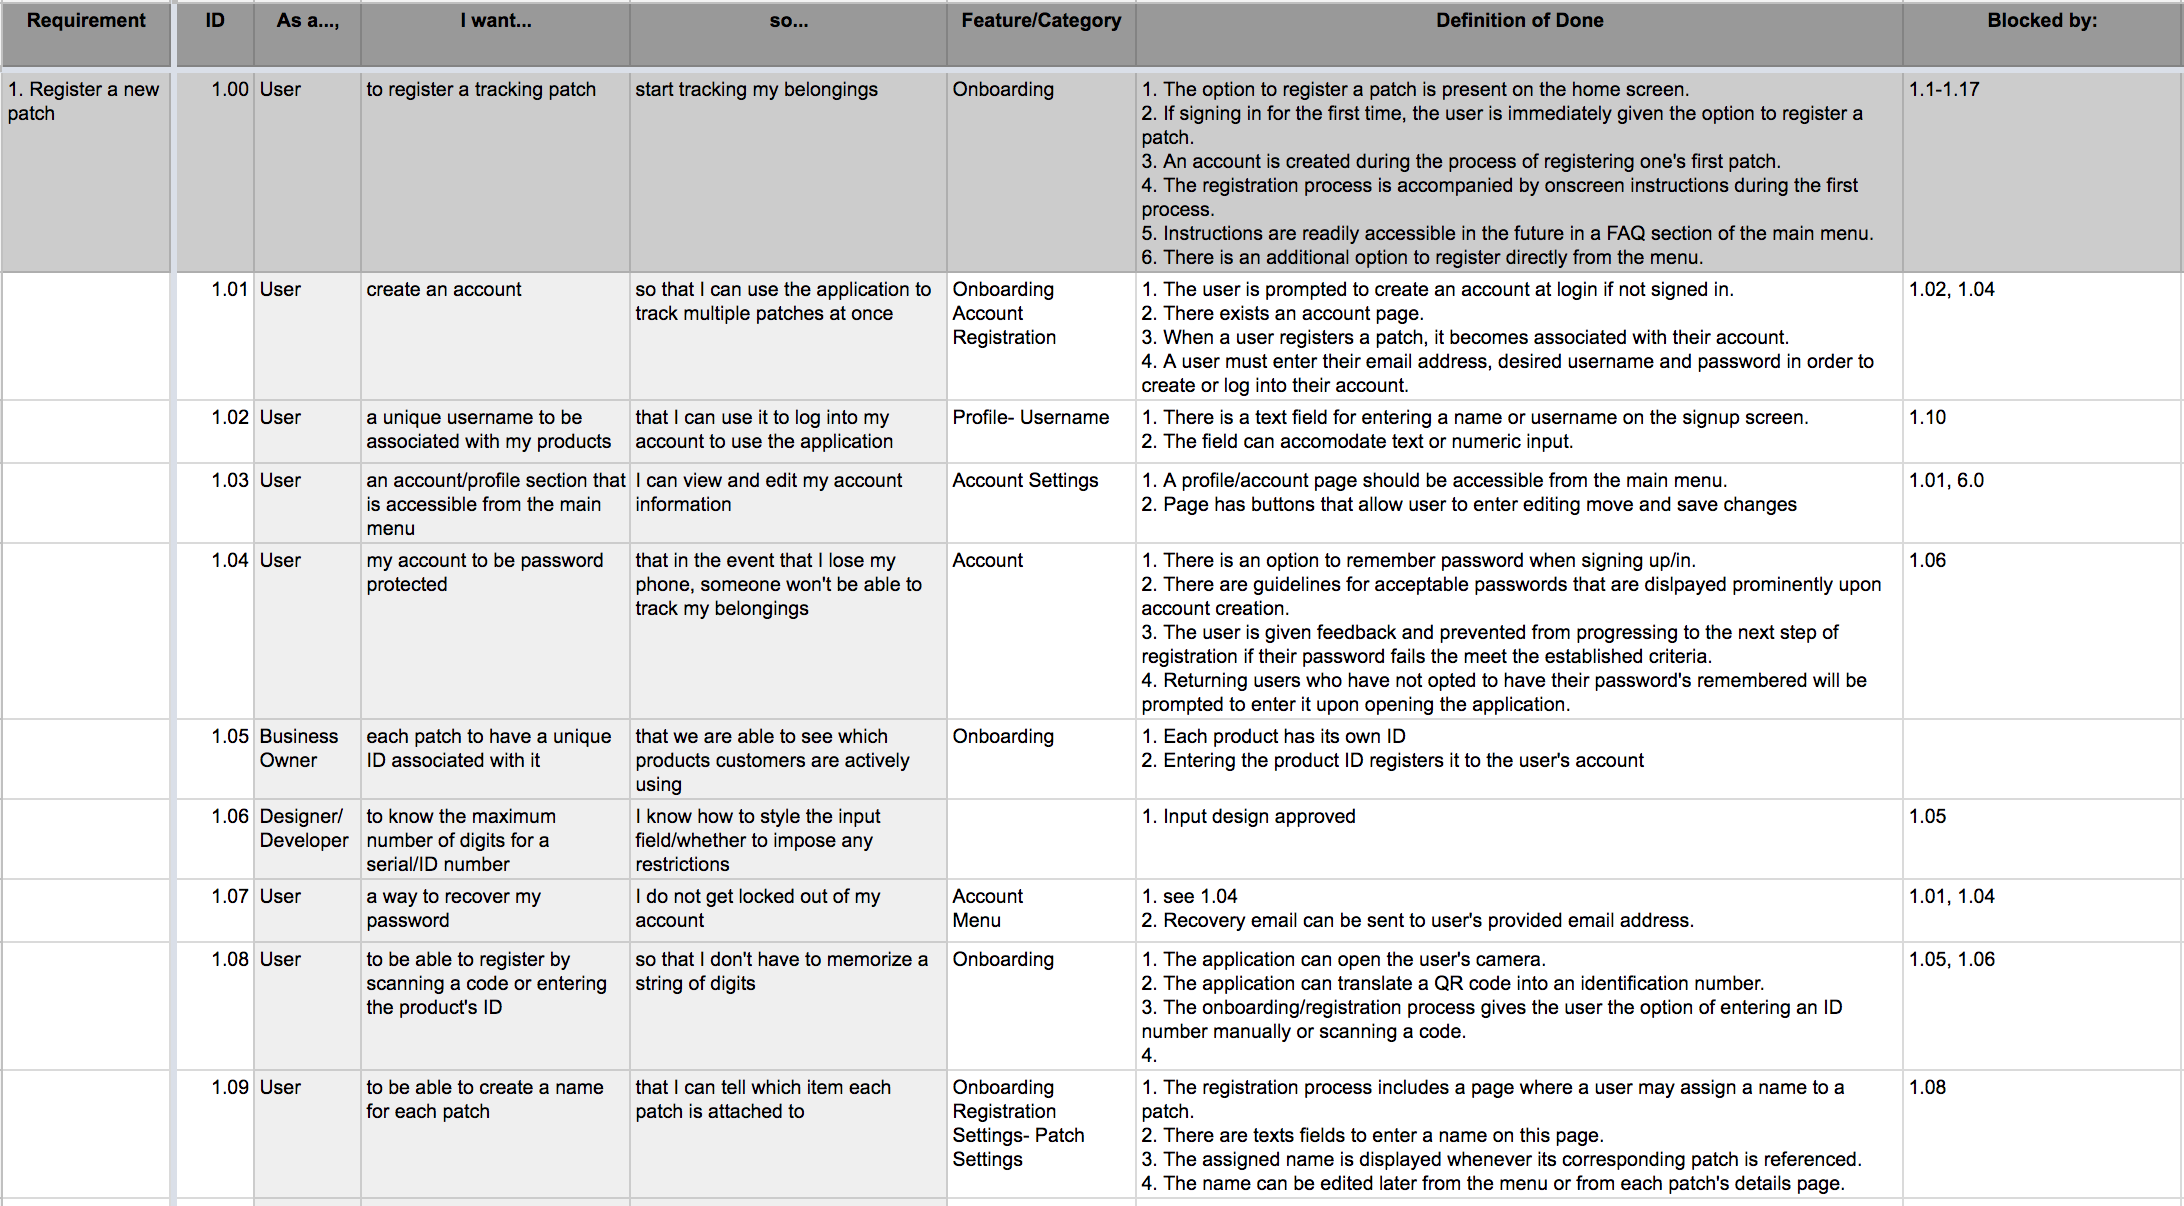 Requirement ID As a..., I want... so... Feature/Category Definition of Done Blocked by:
1. Register a new
patch
1.00 User to register a tracking patch start tracking my belongings Onboarding
1. The option to register a patch is present on the home screen.
2. If signing in for the first time, the user is immediately given the option to register a
patch.
3. An account is created during the process of registering one's first patch.
4. The registration process is accompanied by onscreen instructions during the first
process.
5. Instructions are readily accessible in the future in a FAQ section of the main menu.
6. There is an additional option to register directly from the menu.
1.1-1.17
1.01 User create an account
so that I can use the application to
track multiple patches at once
Onboarding
Account
Registration
1. The user is prompted to create an account at login if not signed in.
2. There exists an account page.
3. When a user registers a patch, it becomes associated with their account.
4. A user must enter their email address, desired username and password in order to
create or log into their account.
1.02, 1.04
1.02 User
a unique username to be
associated with my products
that I can use it to log into my
account to use the application
Profile- Username
1. There is a text field for entering a name or username on the signup screen.
2. The field can accomodate text or numeric input.
1.10
1.03 User
an account/profile section that
is accessible from the main
menu
I can view and edit my account
information
Account Settings
1. A profile/account page should be accessible from the main menu.
2. Page has buttons that allow user to enter editing move and save changes
1.01, 6.0
1.04 User
my account to be password
protected
that in the event that I lose my
phone, someone won't be able to
track my belongings
Account
1. There is an option to remember password when signing up/in.
2. There are guidelines for acceptable passwords that are dislpayed prominently upon
account creation.
3. The user is given feedback and prevented from progressing to the next step of
registration if their password fails the meet the established criteria.
4. Returning users who have not opted to have their password's remembered will be
prompted to enter it upon opening the application.
1.06
1.05
Business
Owner
each patch to have a unique
ID associated with it
that we are able to see which
products customers are actively
using
Onboarding
1. Each product has its own ID
2. Entering the product ID registers it to the user's account
1.06
Designer/
Developer
to know the maximum
number of digits for a
serial/ID number
I know how to style the input
field/whether to impose any
restrictions
1. Input design approved
1.05
1.07 User
a way to recover my
password
I do not get locked out of my
account
Account
Menu
1. see 1.04
2. Recovery email can be sent to user's provided email address.
1.01, 1.04
1.08 User
to be able to register by
scanning a code or entering
the product's ID
so that I don't have to memorize a
string of digits
Onboarding
1. The application can open the user's camera.
2. The application can translate a QR code into an identification number.
3. The onboarding/registration process gives the user the option of entering an ID
number manually or scanning a code.
4.
1.05, 1.06
1.09 User
to be able to create a name
for each patch
that I can tell which item each
patch is attached to
Onboarding
Registration
Settings- Patch
Settings
1. The registration process includes a page where a user may assign a name to a
patch.
2. There are texts fields to enter a name on this page.
3. The assigned name is displayed whenever its corresponding patch is referenced.
4. The name can be edited later from the menu or from each patch's details page.
1.08